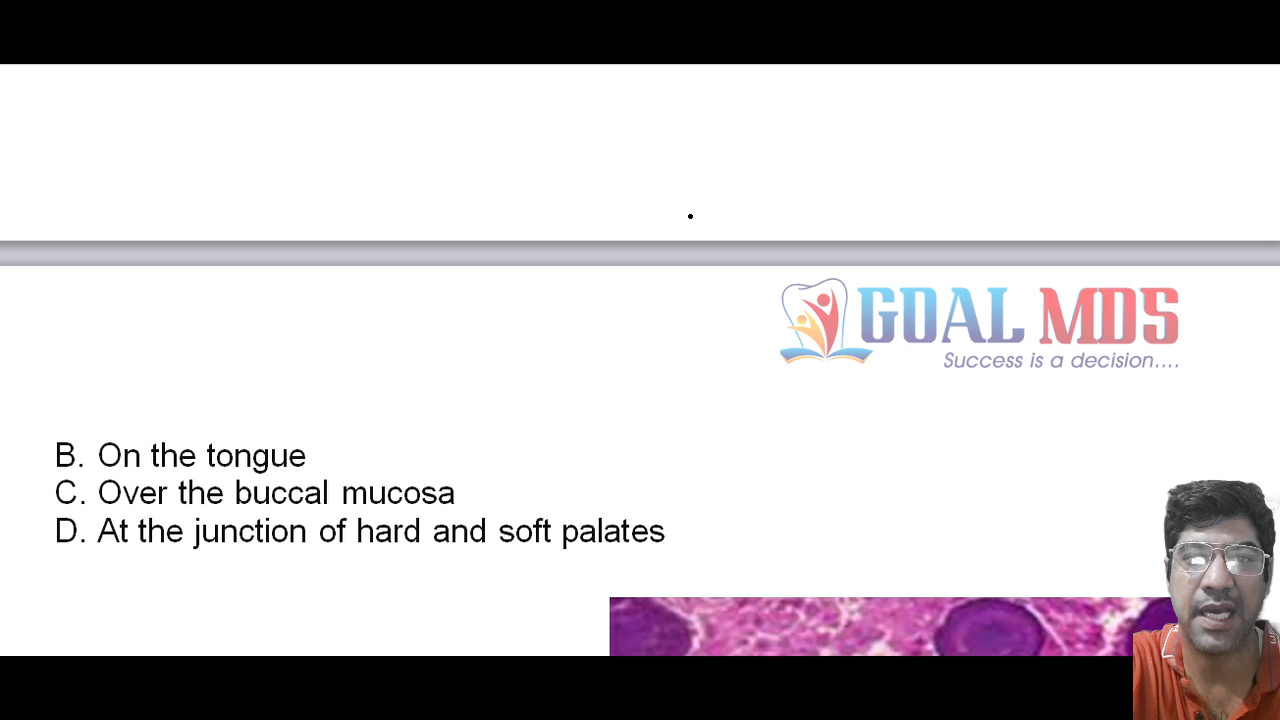 GOAL MDS
Success is a decision....
B. On the tongue
C. Over the buccal mucosa
D. At the junction of hard and soft palates